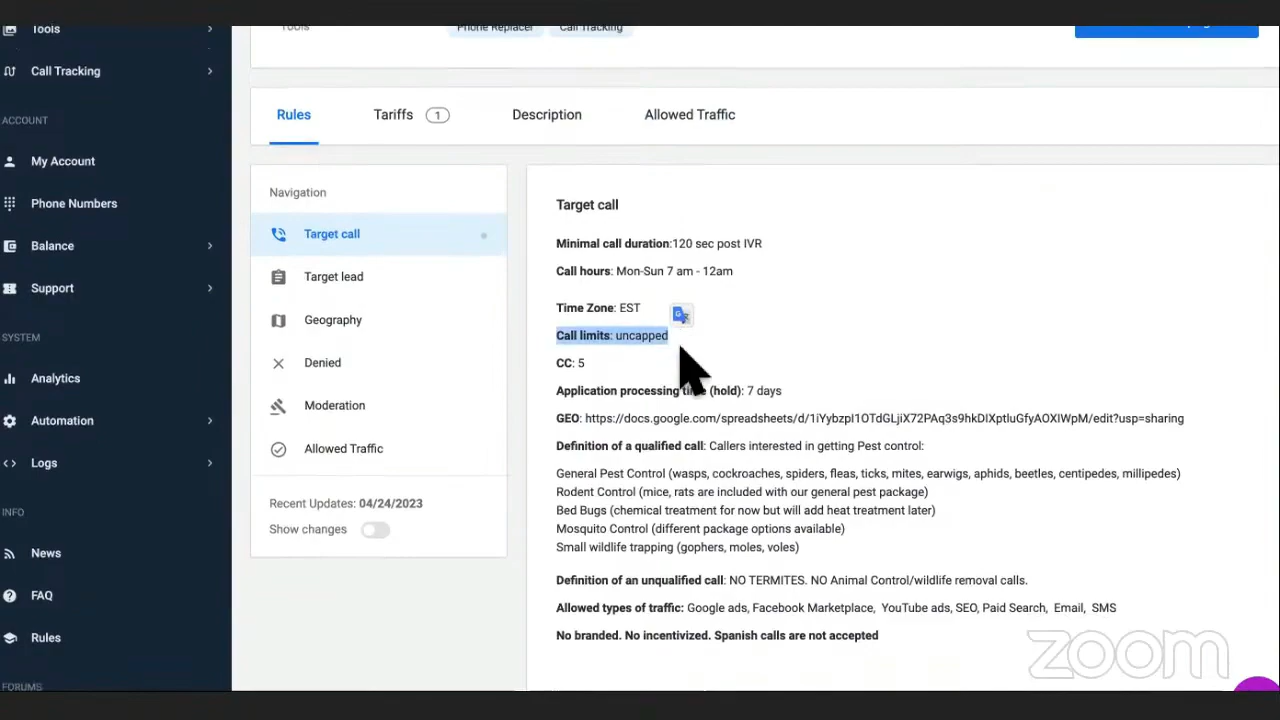 Tools
Tools
Phone Replacer
Call Tracking
Call Tracking
ACCOUNT
My Account
Phone Numbers
Balance
Support
SYSTEM
Analytics
Automation
Logs
INFO
News
FAQ
Rules
FORUMS
Rules
Tariffs 1
Description
Allowed Traffic
Navigation
Target call
Target lead
Geography
Denied
Moderation
Allowed Traffic
Recent Updates: 04/24/2023
Show changes
Target call
Minimal call duration:120 sec post IVR
Call hours: Mon-Sun 7 am - 12am
Time Zone: EST
Call limits: uncapped
CC: 5
Application processing (hold): 7 days
GEO: https://docs.google.com/spreadsheets/d/1iYybzpI1OTdGLjiX72PAq3s9hkDIXptIuGfyAOXIWpM/edit?usp=sharing
Definition of a qualified call: Callers interested in getting Pest control:
General Pest Control (wasps, cockroaches, spiders, fleas, ticks, mites, earwigs, aphids, beetles, centipedes, millipedes)
Rodent Control (mice, rats are included with our general pest package)
Bed Bugs (chemical treatment for now but will add heat treatment later)
Mosquito Control (different package options available)
Small wildlife trapping (gophers, moles, voles)
Definition of an unqualified call: NO TERMITES. NO Animal Control/wildlife removal calls.
Allowed types of traffic: Google ads, Facebook Marketplace, YouTube ads, SEO, Paid Search, Email, SMS
No branded. No incentivized. Spanish calls are not accepted
zoom